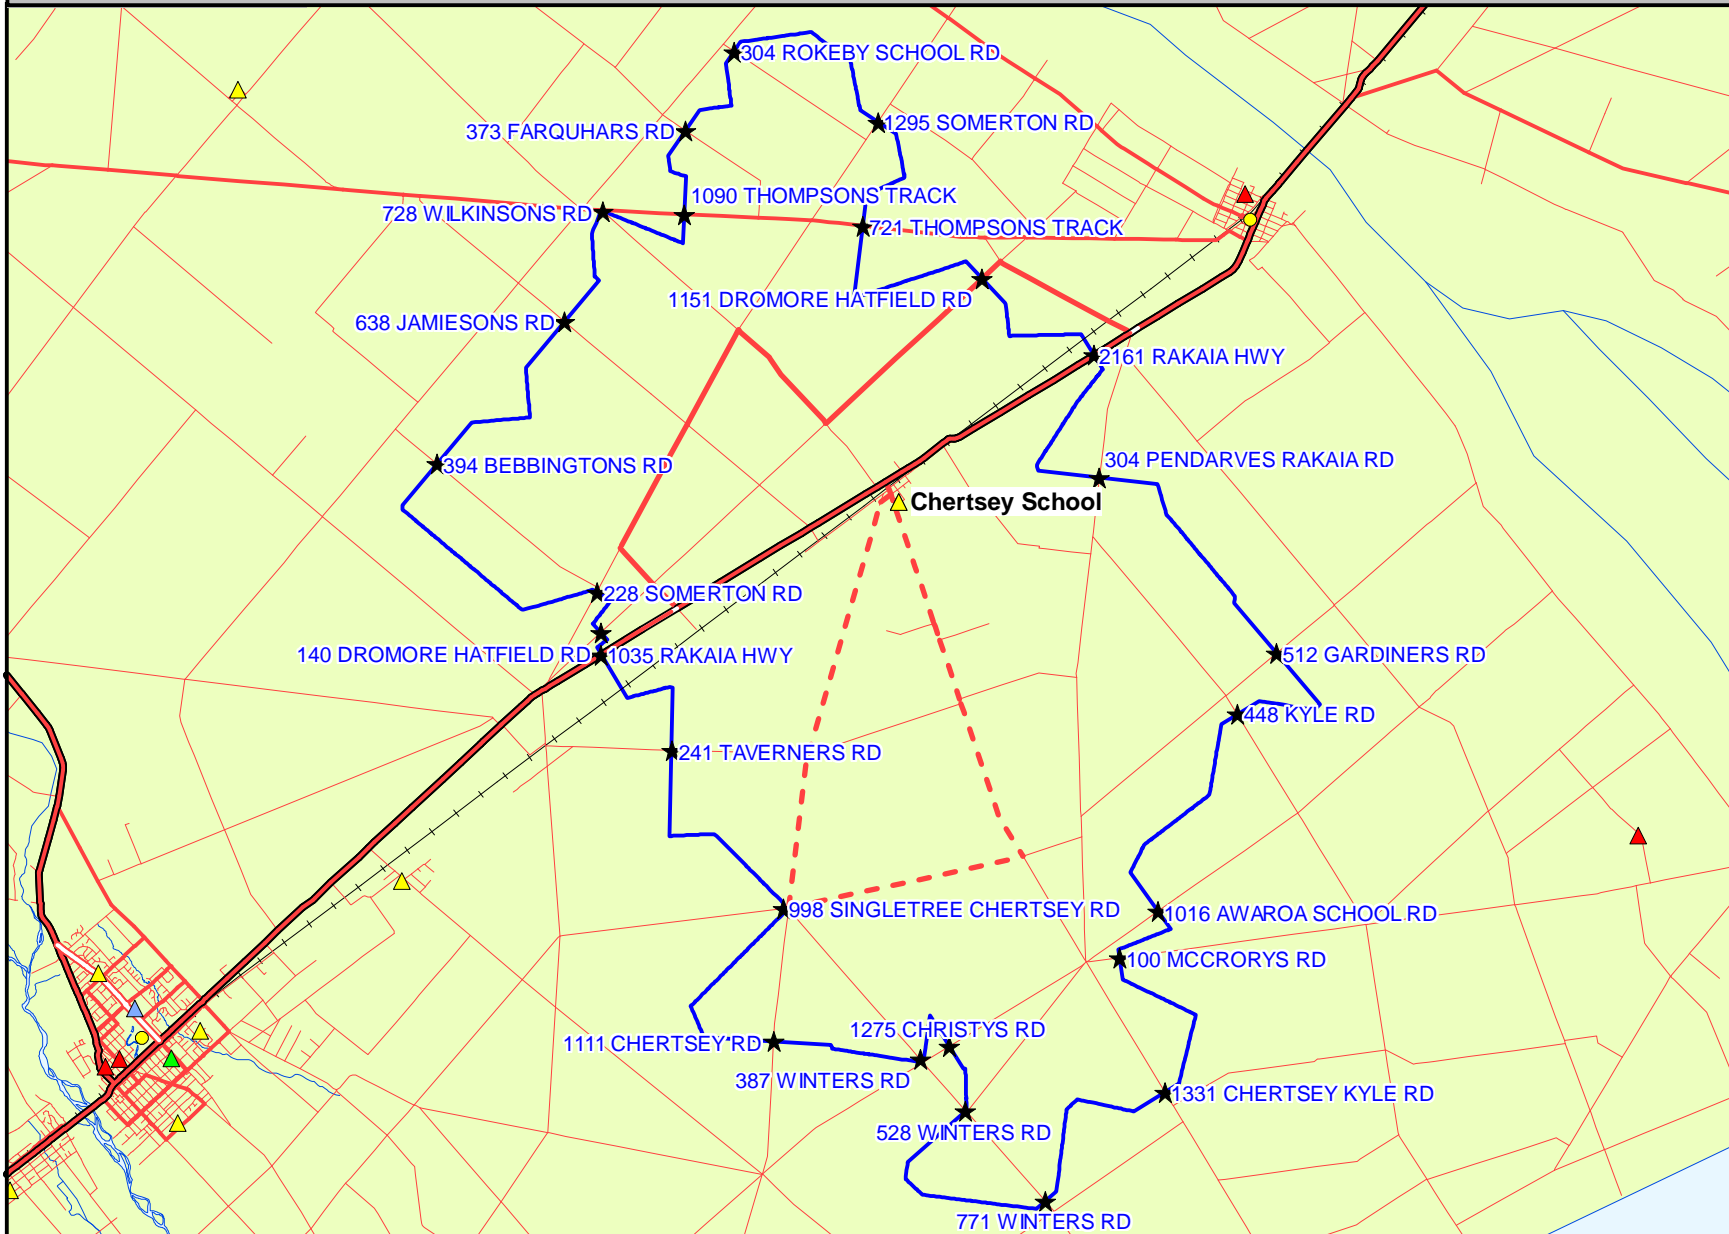 304 ROKEBY SCHOOL RD
373 FARQUHARS RD
1295 SOMERTON RD
1090 THOMPSONS TRACK
728 WILKINSONS RD
721 THOMPSONS TRACK
1151 DROMORE HATFIELD RD
638 JAMIESONS RD
2161 RAKAIA HWY
394 BEBBINGTONS RD
304 PENDARVES RAKAIA RD
Chertsey School
228 SOMERTON RD
140 DROMORE HATFIELD RD
1035 RAKAIA HWY
512 GARDINERS RD
448 KYLE RD
241 TAVERNERS RD
998 SINGLETREE CHERTSEY RD
1016 AWAROA SCHOOL RD
100 MCCRORYS RD
1275 CHRISTYS RD
1111 CHERTSEY RD
387 WINTERS RD
1331 CHERTSEY KYLE RD
528 WINTERS RD
771 WINTERS RD